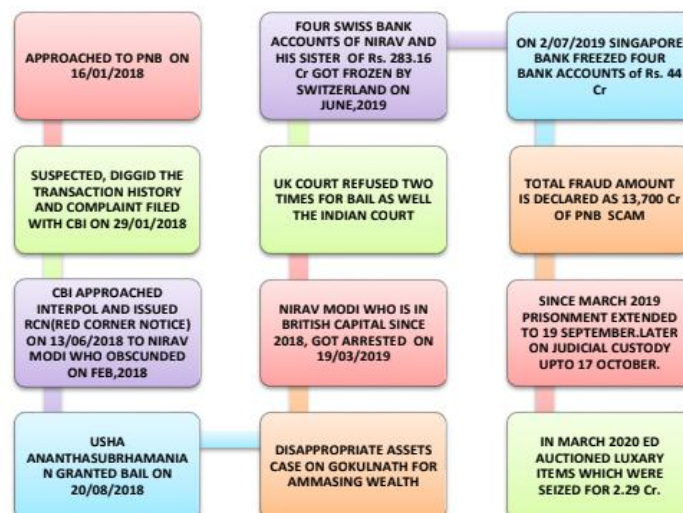 APPROACHED TO PNB ON
16/01/2018
SUSPECTED, DIGGID THE
TRANSACTION HISTORY
AND COMPLAINT FILED
WITH CBI ON 29/01/2018
CBI APPROACHED
INTERPOL AND ISSUED
RCN(RED CORNER NOTICE)
ON 13/06/2018 TO NIRAV
MODI WHO OBSCUNDED
ON FEB,2018
USHA
ANANTHASUBRHAMANIA
N GRANTED BAIL ON
20/08/2018
DISAPPROPRIATE ASSETS
CASE ON GOKULNATH FOR
AMMASING WEALTH
NIRAV MODI WHO IS IN
BRITISH CAPITAL SINCE
2018, GOT ARRESTED ON
19/03/2019
UK COURT REFUSED TWO
TIMES FOR BAIL AS WELL
THE INDIAN COURT
FOUR SWISS BANK
ACCOUNTS OF NIRAV AND
HIS SISTER OF Rs. 283.16
Cr GOT FROZEN BY
SWITZERLAND ON
JUNE,2019
ON 2/07/2019 SINGAPORE
BANK FREEZED FOUR
BANK ACCOUNTS of Rs. 44
Cr
TOTAL FRAUD AMOUNT
IS DECLARED AS 13,700 Cr
OF PNB SCAM
SINCE MARCH 2019
PRISONMENT EXTENDED
TO 19 SEPTEMBER.LATER
ON JUDICIAL CUSTODY
UPTO 17 OCTOBER.
IN MARCH 2020 ED
AUCTIONED LUXARY
ITEMS WHICH WERE
SEIZED FOR 2.29 Cr.